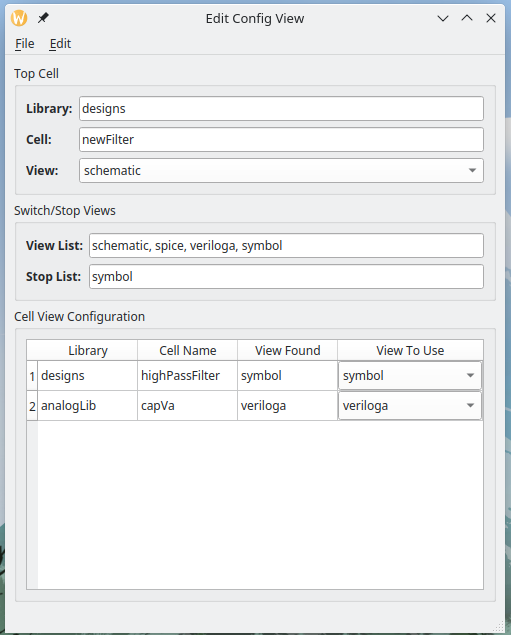 Edit Config View
File Edit
Top Cell
Library: designs
Cell: newFilter
View: schematic
Switch/Stop Views
View List: schematic, spice, veriloga, symbol
Stop List: symbol
Cell View Configuration
Library Cell Name View Found View To Use
1 designs highPassFilter symbol symbol
2 analogLib capVa veriloga veriloga